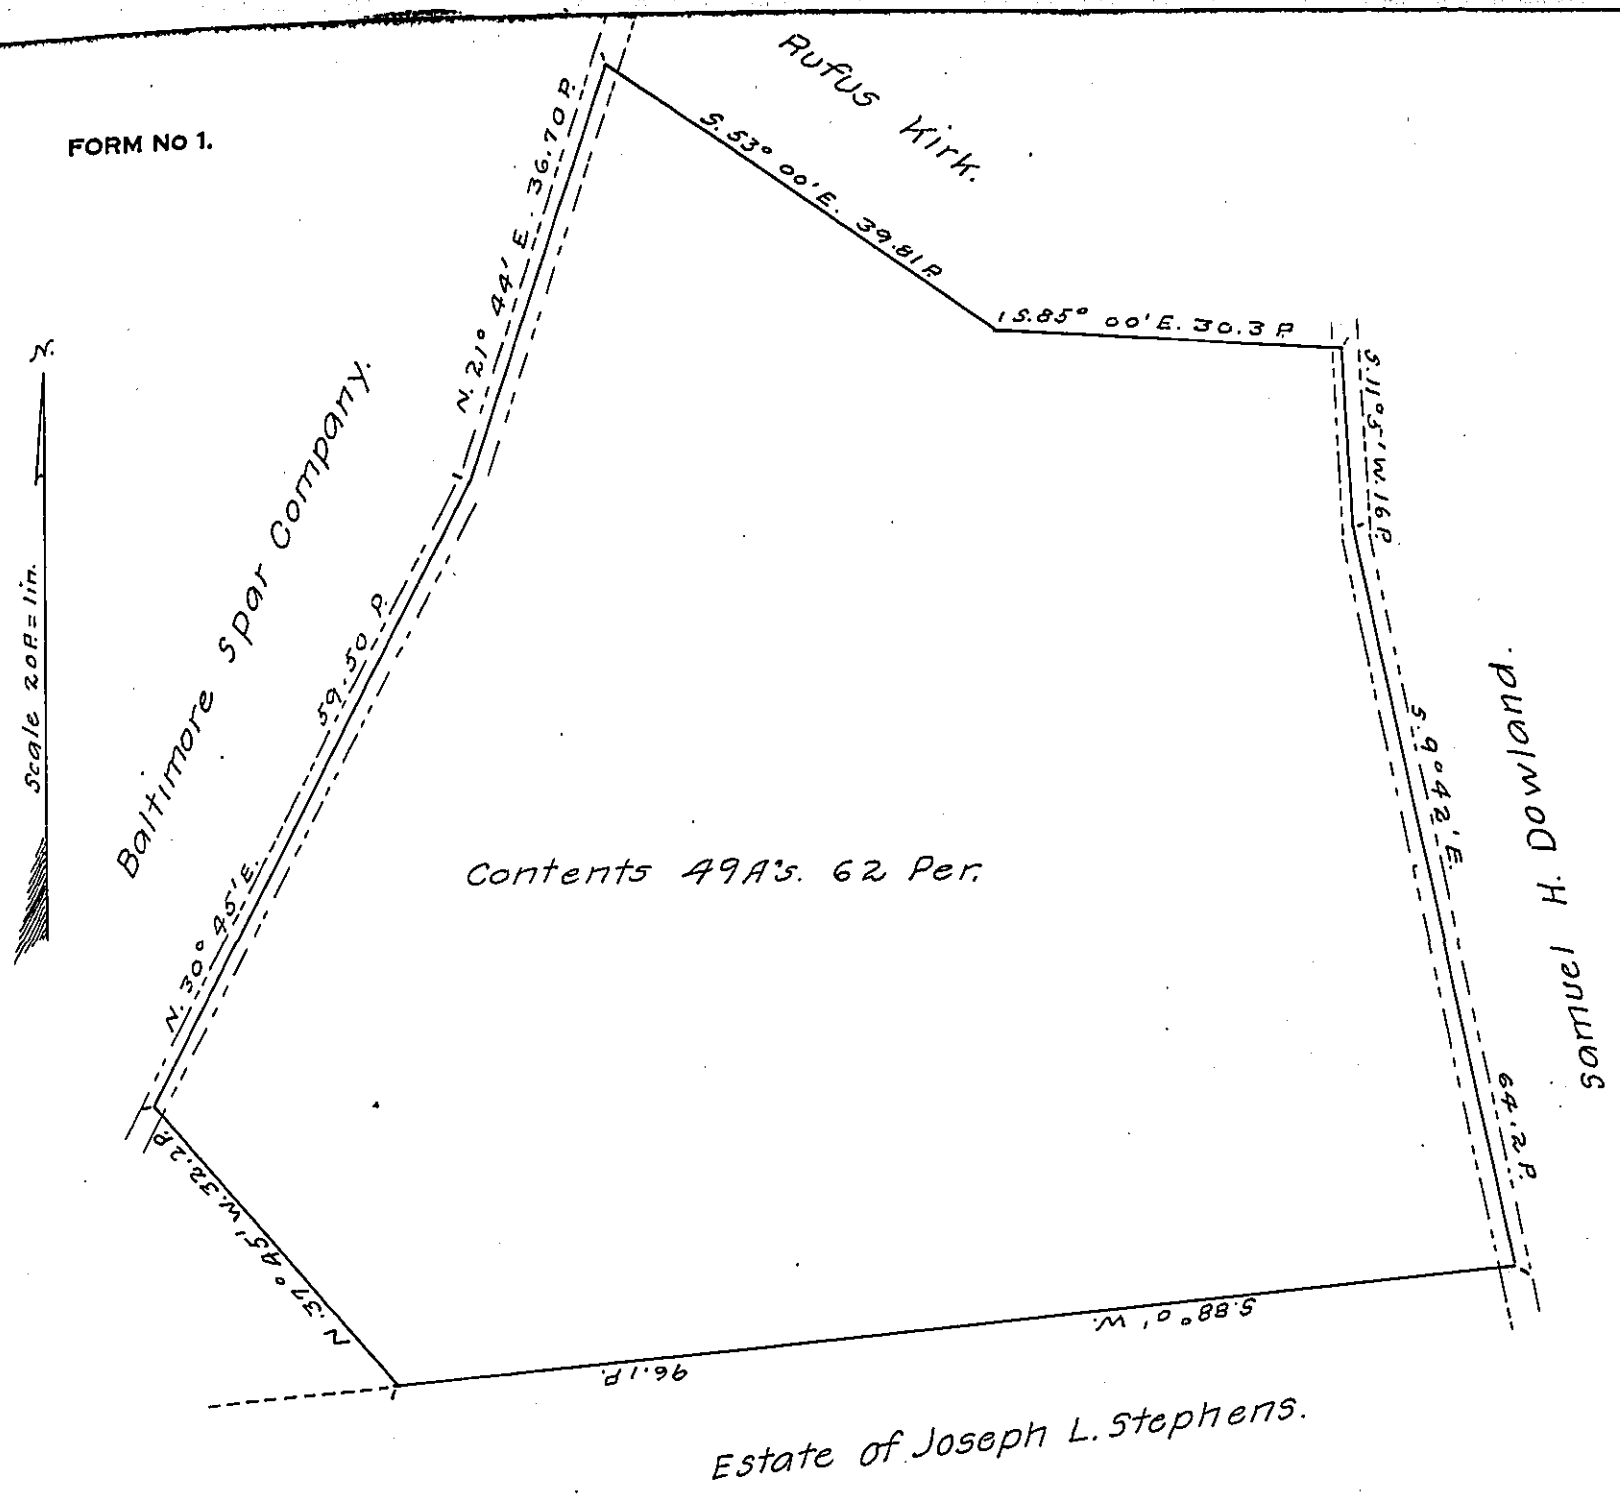 FORM No 1.
Rufus Kirk.
S. 53° 00' E. 39.81 P.
S. 85° 00' E. 30.3 P.
N. 21° 44' E. 36.70 P.
N.
Scale 20 P. = 1 in.
Baltimore Spar Company.
N. 30° 45' E. 59.50 P.
S. 11° 5' W. 16 P.
S. 9° 42' E. 64.2 P.
Samuel H. Dowland.
Contents 49 A's. 62 Per.
N. 37° 45' W. 32.2 P.
S. 88° 0' W. 96.1 P.
Estate of Joseph L. Stephens.